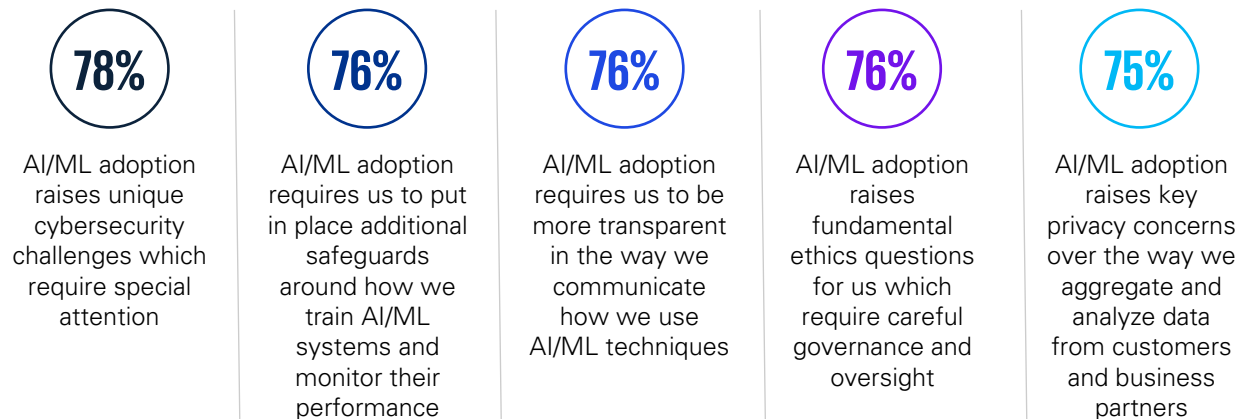 78%
AI/ML adoption
raises unique
cybersecurity
challenges which
require special
attention
76%
AI/ML adoption
requires us to put
in place additional
safeguards
around how we
train AI/ML
systems and
monitor their
performance
76%
AI/ML adoption
requires us to be
more transparent
in the way we
communicate
how we use
AI/ML techniques
76%
AI/ML adoption
raises
fundamental
ethics questions
for us which
require careful
governance and
oversight
75%
AI/ML adoption
raises key
privacy concerns
over the way we
aggregate and
analyze data
from customers
and business
partners